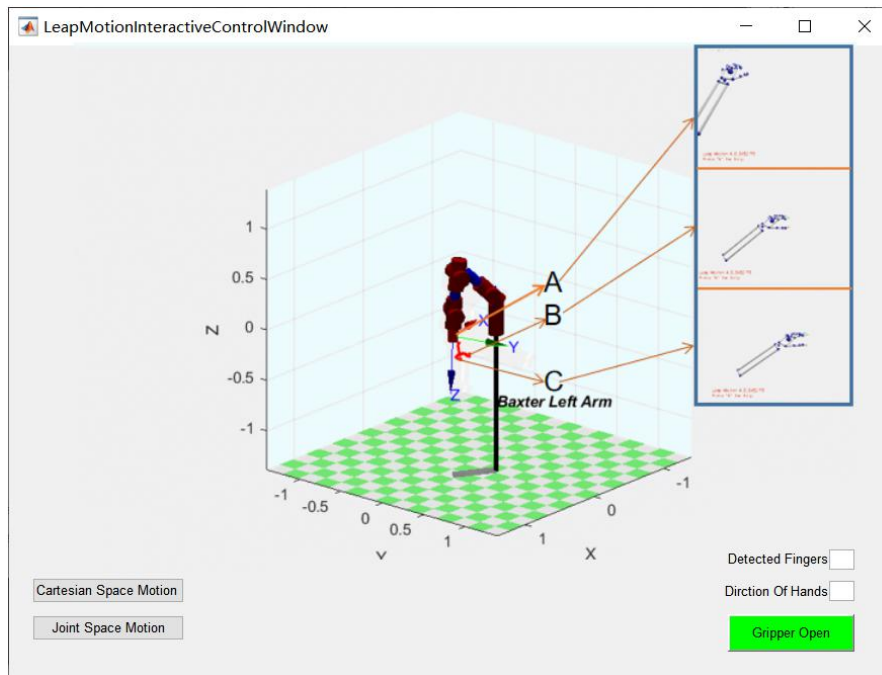 LeapMotionInteractiveControlWindow
1
0.5
0
-0.5
-1
Z
A
B
C
X
Y
Z
Baxter Left Arm
-1
-0.5
0
0.5
1
1
0
-1
X
Detected Fingers
Dirction Of Hands
Cartesian Space Motion
Joint Space Motion
Gripper Open